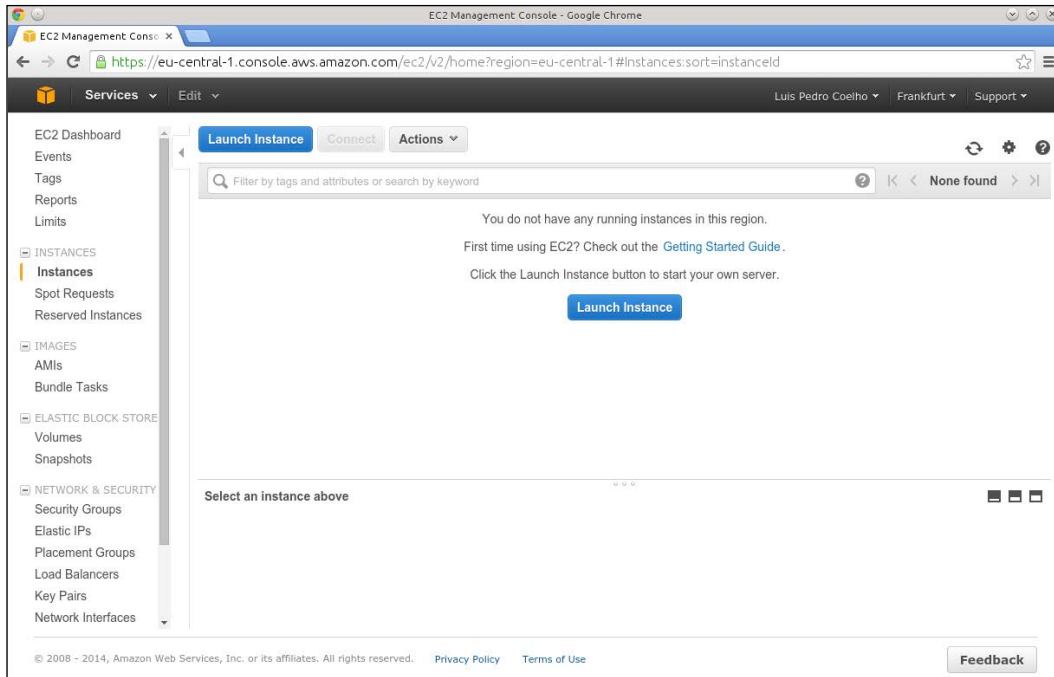 EC2 Management Console - Google Chrome
EC2 Management Conso
https://eu-central-1.console.aws.amazon.com/ec2/v2/home?region=eu-central-1#Instances:sort=instanceId
Services Edit Luis Pedro Coelho Frankfurt Support
EC2 Dashboard
Events
Tags
Reports
Limits
INSTANCES
Instances
Spot Requests
Reserved Instances
IMAGES
AMIs
Bundle Tasks
ELASTIC BLOCK STORE
Volumes
Snapshots
NETWORK & SECURITY
Security Groups
Elastic IPs
Placement Groups
Load Balancers
Key Pairs
Network Interfaces
Launch Instance Connect Actions
Filter by tags and attributes or search by keyword None found
You do not have any running instances in this region.
First time using EC2? Check out the Getting Started Guide.
Click the Launch Instance button to start your own server.
Launch Instance
Select an instance above
© 2008 - 2014, Amazon Web Services, Inc. or its affiliates. All rights reserved. Privacy Policy Terms of Use Feedback